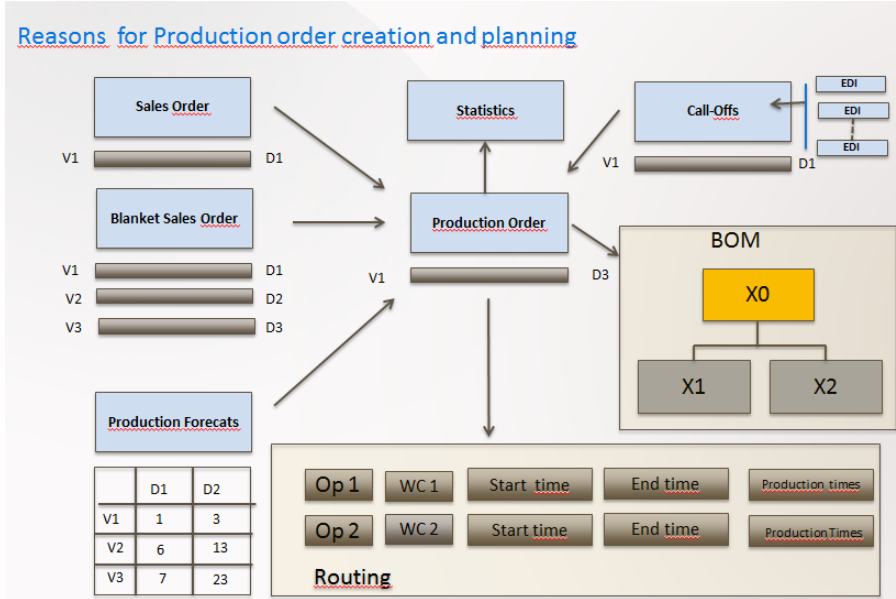 Reasons for Production order creation and planning
Sales Order
V1 D1
Statistics
Call-Offs
V1 D1
EDI
EDI
EDI
Blanket Sales Order
V1 D1
V2 D2
V3 D3
Production Order
V1 D3
BOM
X0
X1 X2
Production Forecats
D1 D2
V1 1 3
V2 6 13
V3 7 23
Op 1 WC 1 Start time End time Production times
Op 2 WC 2 Start time End time Production Times
Routing